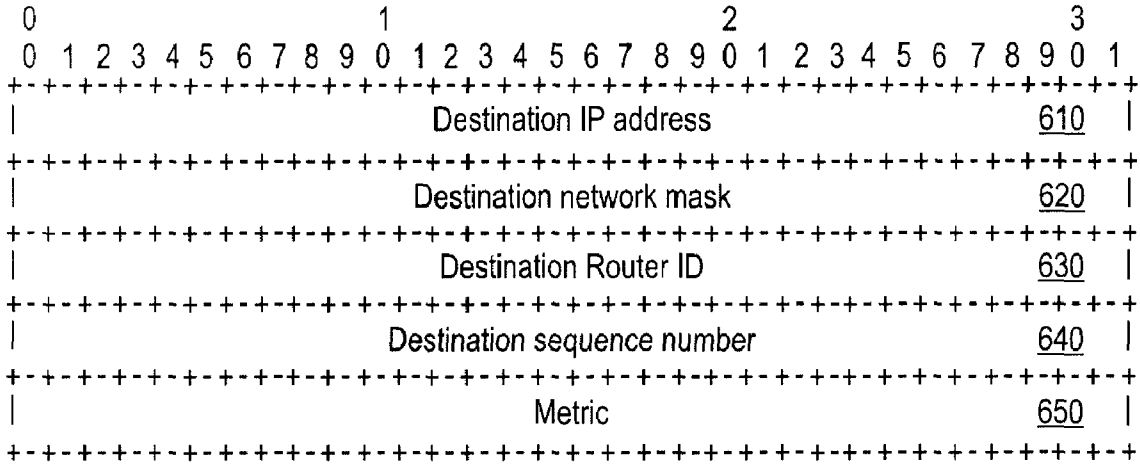 0 1 2 3
0 1 2 3 4 5 6 7 8 9 0 1 2 3 4 5 6 7 8 9 0 1 2 3 4 5 6 7 8 9 0 1
+-+-+-+-+-+-+-+-+-+-+-+-+-+-+-+-+-+-+-+-+-+-+-+-+-+-+-+-+-+-+-+-+
| Destination IP address 610 |
+-+-+-+-+-+-+-+-+-+-+-+-+-+-+-+-+-+-+-+-+-+-+-+-+-+-+-+-+-+-+-+-+
| Destination network mask 620 |
+-+-+-+-+-+-+-+-+-+-+-+-+-+-+-+-+-+-+-+-+-+-+-+-+-+-+-+-+-+-+-+-+
| Destination Router ID 630 |
+-+-+-+-+-+-+-+-+-+-+-+-+-+-+-+-+-+-+-+-+-+-+-+-+-+-+-+-+-+-+-+-+
| Destination sequence number 640 |
+-+-+-+-+-+-+-+-+-+-+-+-+-+-+-+-+-+-+-+-+-+-+-+-+-+-+-+-+-+-+-+-+
| Metric 650 |
+-+-+-+-+-+-+-+-+-+-+-+-+-+-+-+-+-+-+-+-+-+-+-+-+-+-+-+-+-+-+-+-+